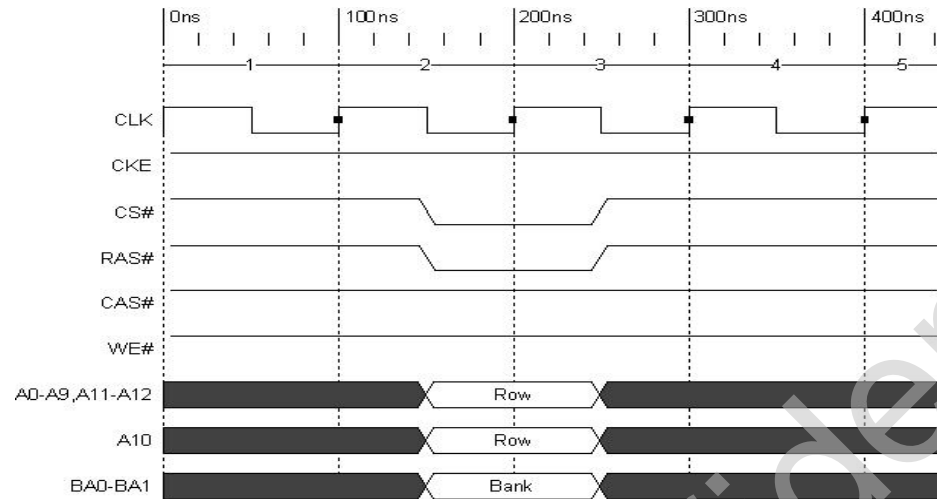 0ns 100ns 200ns 300ns 400ns
1 2 3 4 5
CLK
CKE
CS#
RAS#
CAS#
WE#
A0-A9,A11-A12 Row
A10 Row
BA0-BA1 Bank